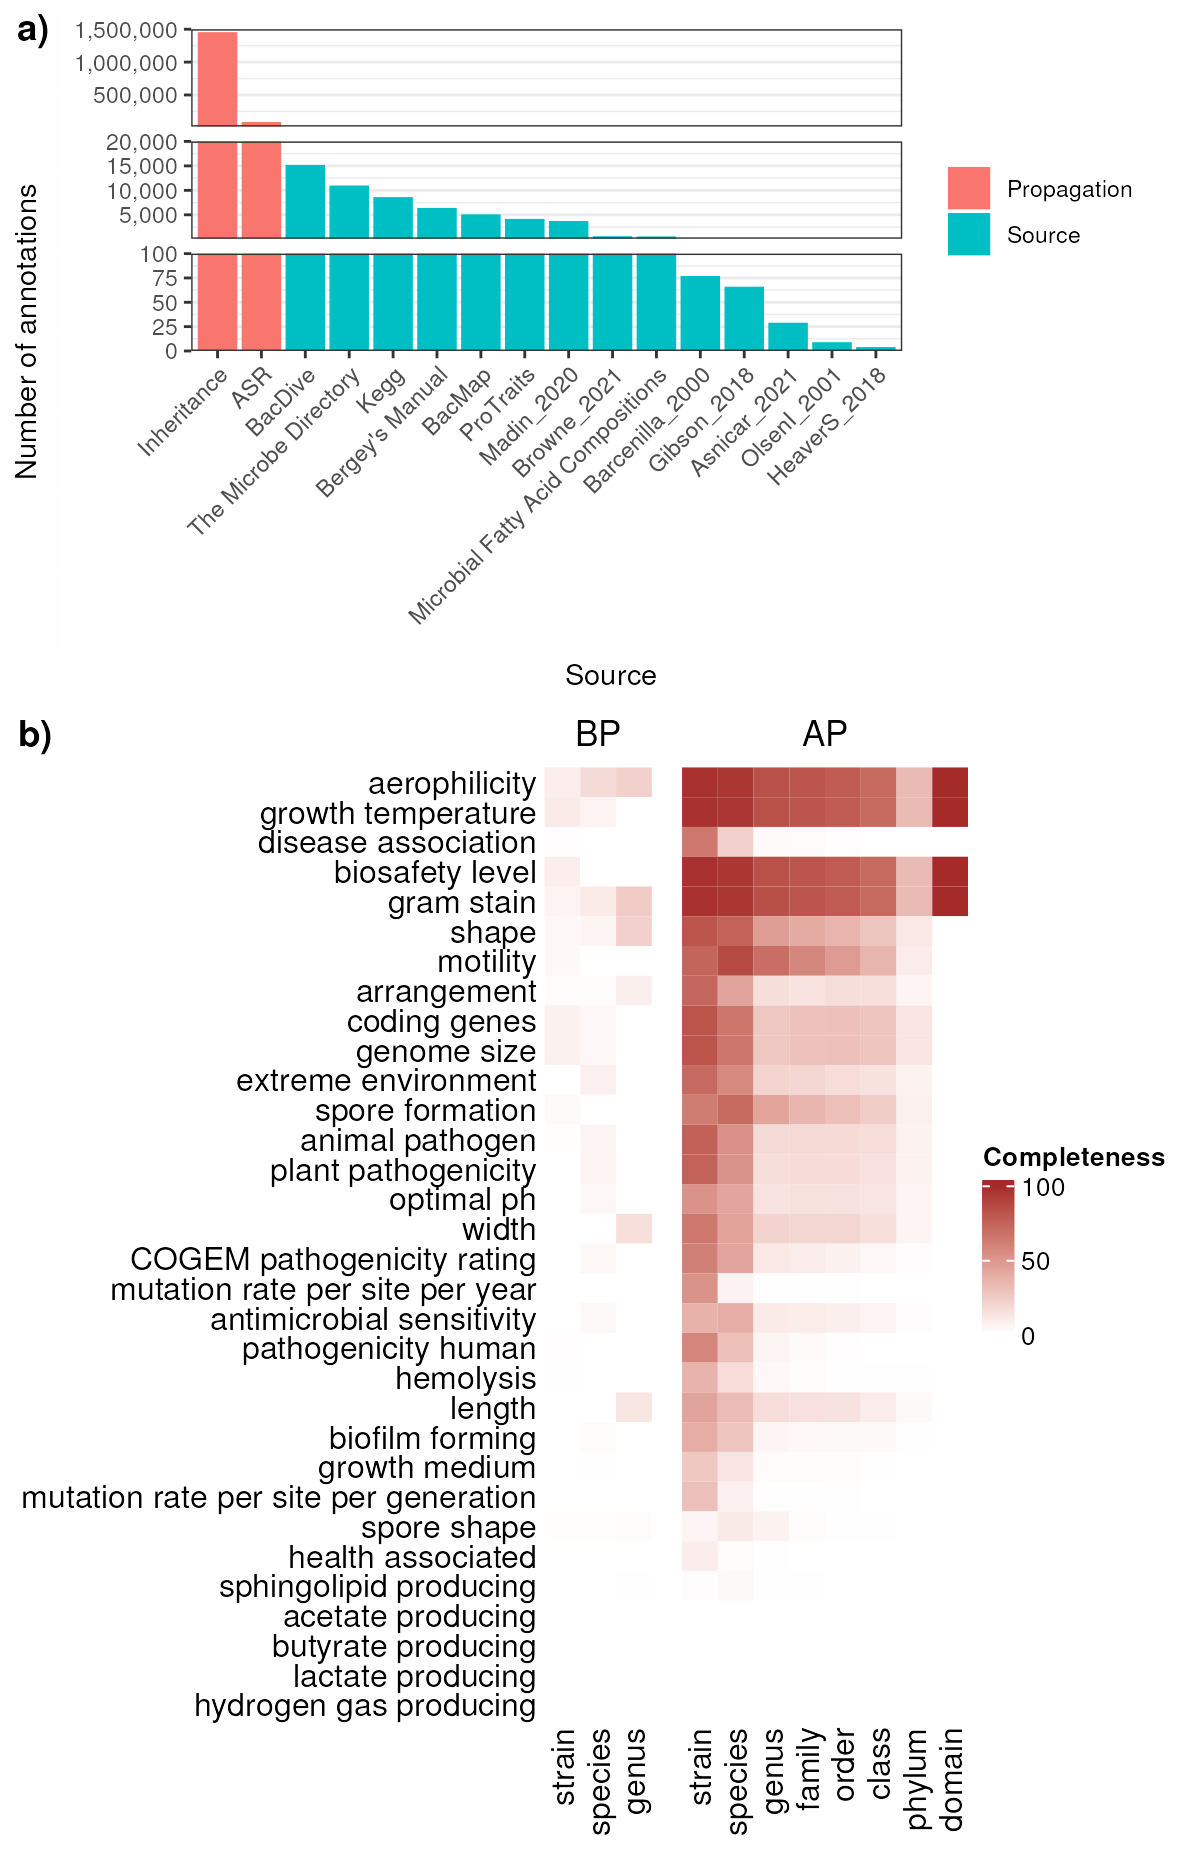 a)
Number of annotations
1,500,000
1,000,000
500,000
20,000
15,000
10,000
5,000
100
75
50
25
0
Inheritance
ASR
BacDive
The Microbe Directory
Kegg
Bergey's Manual
BacMap
ProTraits
Madin_2020
Browne_2021
Microbial Fatty Acid Compositions
Barcenilla_2000
Gibson_2018
Asnicar_2021
OlsenI_2001
HeaverS_2018
Source
Propagation
Source
b)
BP
AP
aerophilicity
growth temperature
disease association
biosafety level
gram stain
shape
motility
arrangement
coding genes
genome size
extreme environment
spore formation
animal pathogen
plant pathogenicity
optimal ph
width
COGEM pathogenicity rating
mutation rate per site per year
antimicrobial sensitivity
pathogenicity human
hemolysis
length
biofilm forming
growth medium
mutation rate per site per generation
spore shape
health associated
sphingolipid producing
acetate producing
butyrate producing
lactate producing
hydrogen gas producing
strain
species
genus
strain
species
genus
family
order
class
phylum
domain
Completeness
100
50
0